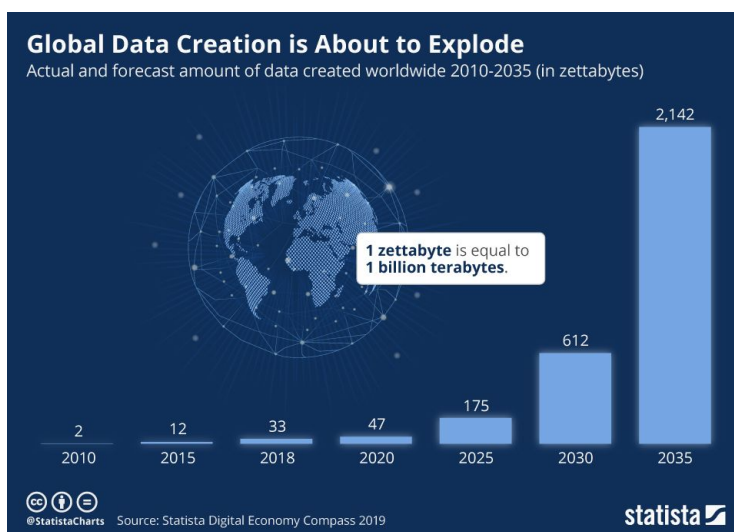 Global Data Creation is About to Explode
Actual and forecast amount of data created worldwide 2010-2035 (in zettabytes)
2,142
1 zettabyte is equal to
1 billion terabytes.
612
175
47
33
12
2
2010 2015 2018 2020 2025 2030 2035
@StatistaCharts Source: Statista Digital Economy Compass 2019
statista